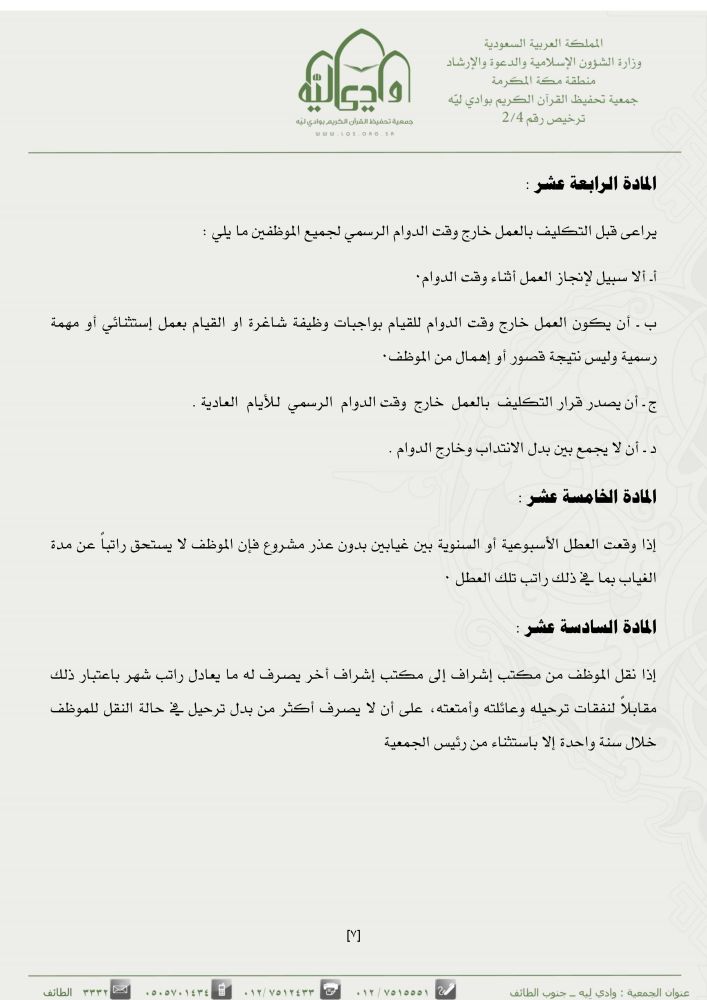 المملكة العربية السعودية
وزارة الشؤون الإسلامية والدعوة والإرشاد
منطقة مكة المكرمة
جمعية تحفيظ القرآن الكريم بوادي ليّه
ترخيص رقم 2/4
وادي ليه
جمعية تحفيظ القرآن الكريم بوادي ليّه
WWW.LQS.ORG.SA
المادة الرابعة عشر :
يراعى قبل التكليف بالعمل خارج وقت الدوام الرسمي لجميع الموظفين ما يلي :
أـ ألا سبيل لإنجاز العمل أثناء وقت الدوام٠
ب ـ أن يكون العمل خارج وقت الدوام للقيام بواجبات وظيفة شاغرة او القيام بعمل إستثنائي أو مهمة
رسمية وليس نتيجة قصور أو إهمال من الموظف٠
ج ـ أن يصدر قرار التكليف بالعمل خارج وقت الدوام الرسمي للأيام العادية .
د ـ أن لا يجمع بين بدل الانتداب وخارج الدوام .
المادة الخامسة عشر :
إذا وقعت العطل الأسبوعية أو السنوية بين غيابين بدون عذر مشروع فإن الموظف لا يستحق راتباً عن مدة
الغياب بما في ذلك راتب تلك العطل ٠
المادة السادسة عشر :
إذا نقل الموظف من مكتب إشراف إلى مكتب إشراف أخر يصرف له ما يعادل راتب شهر باعتبار ذلك
مقابلاً لنفقات ترحيله وعائلته وأمتعته، على أن لا يصرف أكثر من بدل ترحيل في حالة النقل للموظف
خلال سنة واحدة إلا باستثناء من رئيس الجمعية
[٧]
عنوان الجمعية : وادي ليه ــ جنوب الطائف ٠١٢ / ٧٥١٥٥٥١ ٠١٢/ ٧٥١٢٤٣٣ ٠٥٠٥٧٠١٤٣٤ ٣٣٣٢ الطائف